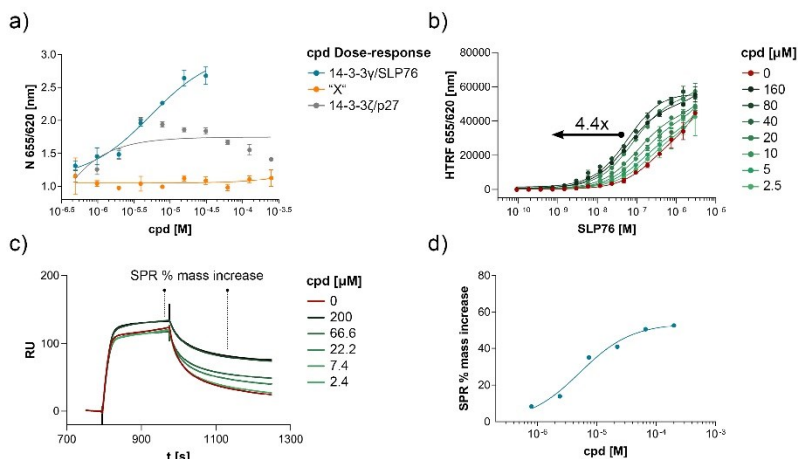 a)
cpd Dose-response
14-3-3γ/SLP76
"X"
14-3-3ζ/p27
N 655/620 [nm]
3.0
2.5
2.0
1.5
1.0
10^-6.5
10^-6
10^-5.5
10^-5
10^-4.5
10^-4
10^-3.5
cpd [M]
b)
cpd [µM]
0
160
80
40
20
10
5
2.5
4.4x
HTRF 655/620 [nm]
80000
60000
40000
20000
0
10^-10
10^-9
10^-8
10^-7
10^-6
10^-5
SLP76 [M]
c)
SPR % mass increase
cpd [µM]
0
200
66.6
22.2
7.4
2.4
RU
200
100
0
700
900
1100
1300
t [s]
d)
SPR % mass increase
80
60
40
20
0
10^-6
10^-5
10^-4
10^-3
cpd [M]